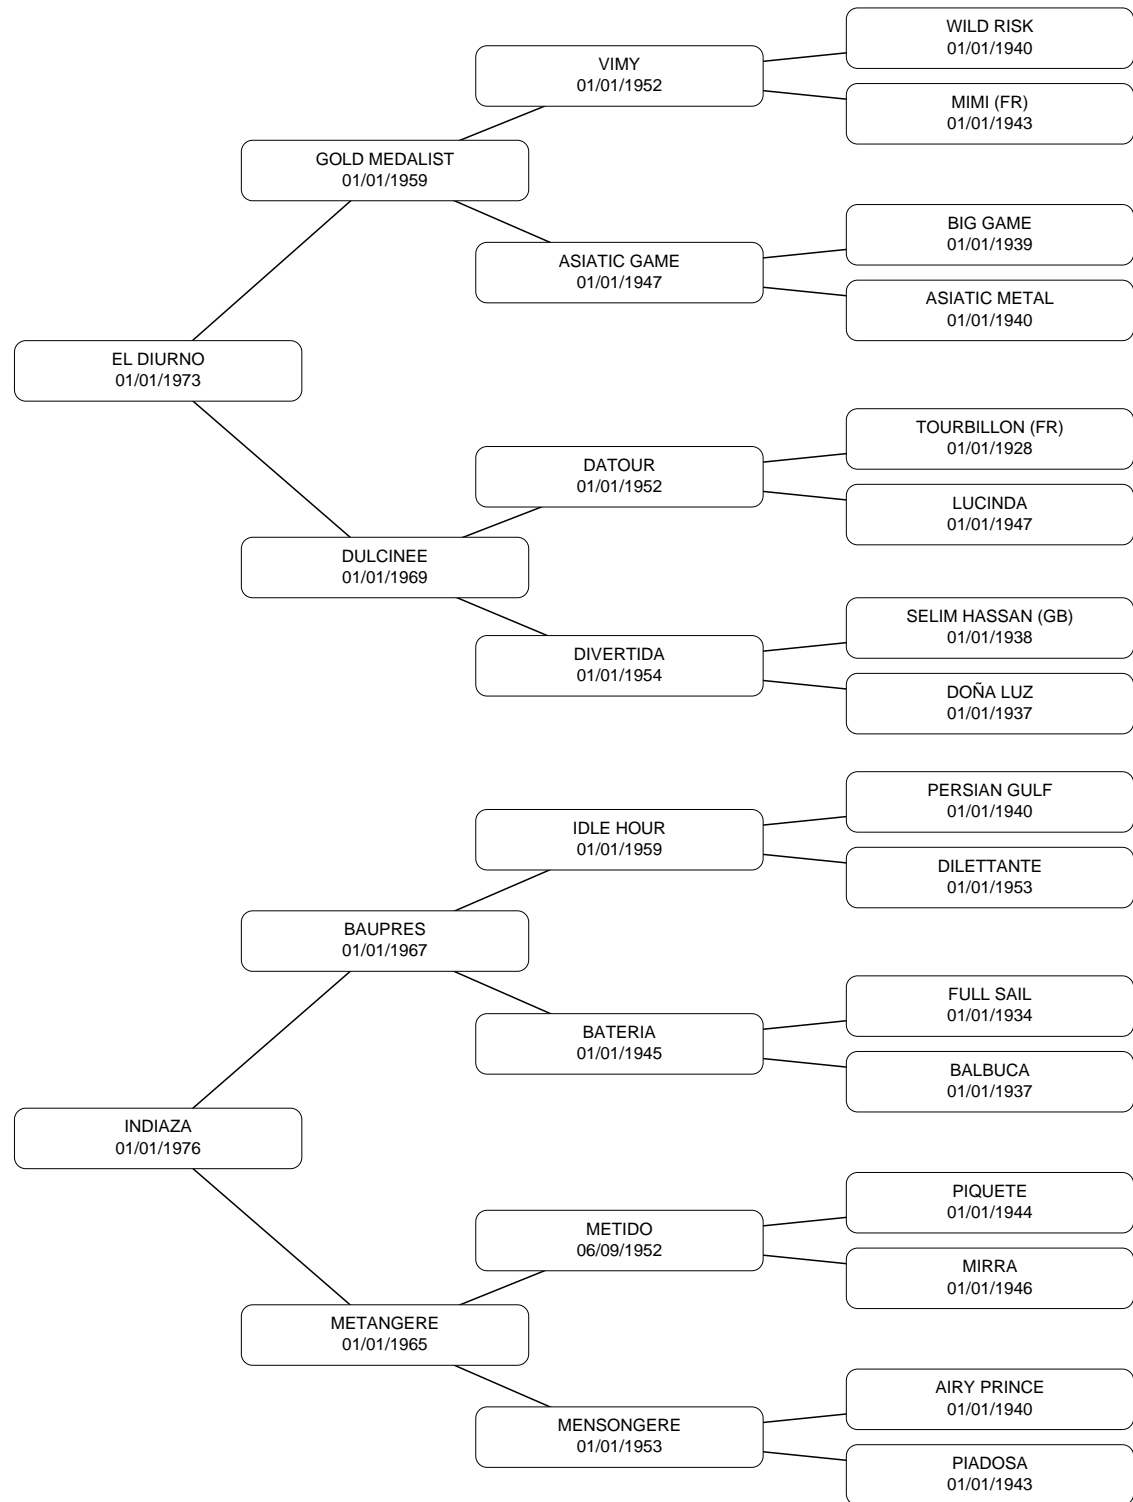 WILD RISK
01/01/1940
VIMY
01/01/1952
MIMI (FR)
01/01/1943
GOLD MEDALIST
01/01/1959
BIG GAME
01/01/1939
ASIATIC GAME
01/01/1947
ASIATIC METAL
01/01/1940
EL DIURNO
01/01/1973
TOURBILLON (FR)
01/01/1928
DATOUR
01/01/1952
LUCINDA
01/01/1947
DULCINEE
01/01/1969
SELIM HASSAN (GB)
01/01/1938
DIVERTIDA
01/01/1954
DOÑA LUZ
01/01/1937
PERSIAN GULF
01/01/1940
IDLE HOUR
01/01/1959
DILETTANTE
01/01/1953
BAUPRES
01/01/1967
FULL SAIL
01/01/1934
BATERIA
01/01/1945
BALBUCA
01/01/1937
INDIAZA
01/01/1976
PIQUETE
01/01/1944
METIDO
06/09/1952
MIRRA
01/01/1946
METANGERE
01/01/1965
AIRY PRINCE
01/01/1940
MENSONGERE
01/01/1953
PIADOSA
01/01/1943